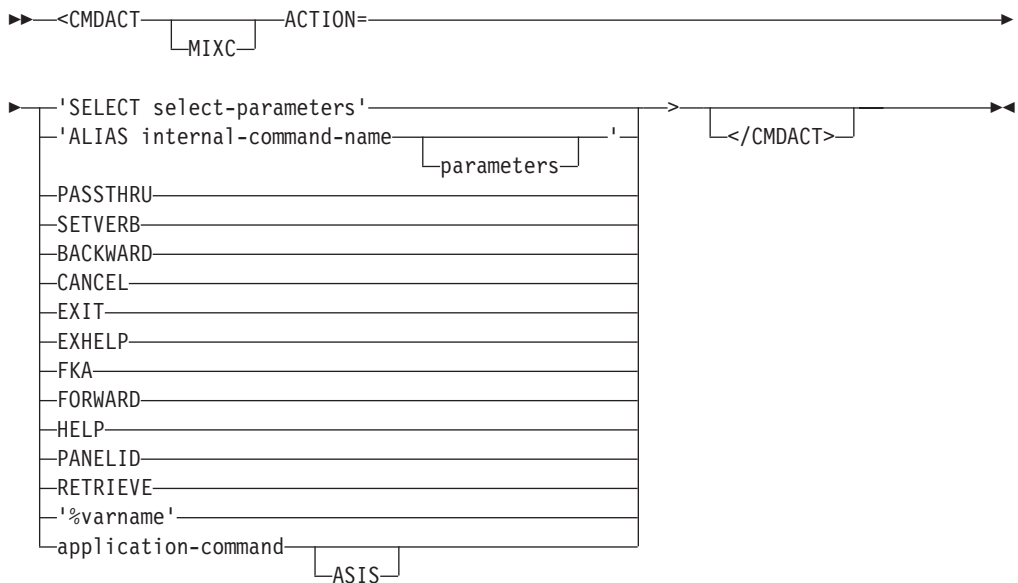 <CMDACT ACTION=
MIXC
'SELECT select-parameters' >
'ALIAS internal-command-name ' </CMDACT>
parameters
PASSTHRU
SETVERB
BACKWARD
CANCEL
EXIT
EXHELP
FKA
FORWARD
HELP
PANELID
RETRIEVE
'%varname'
application-command
ASIS